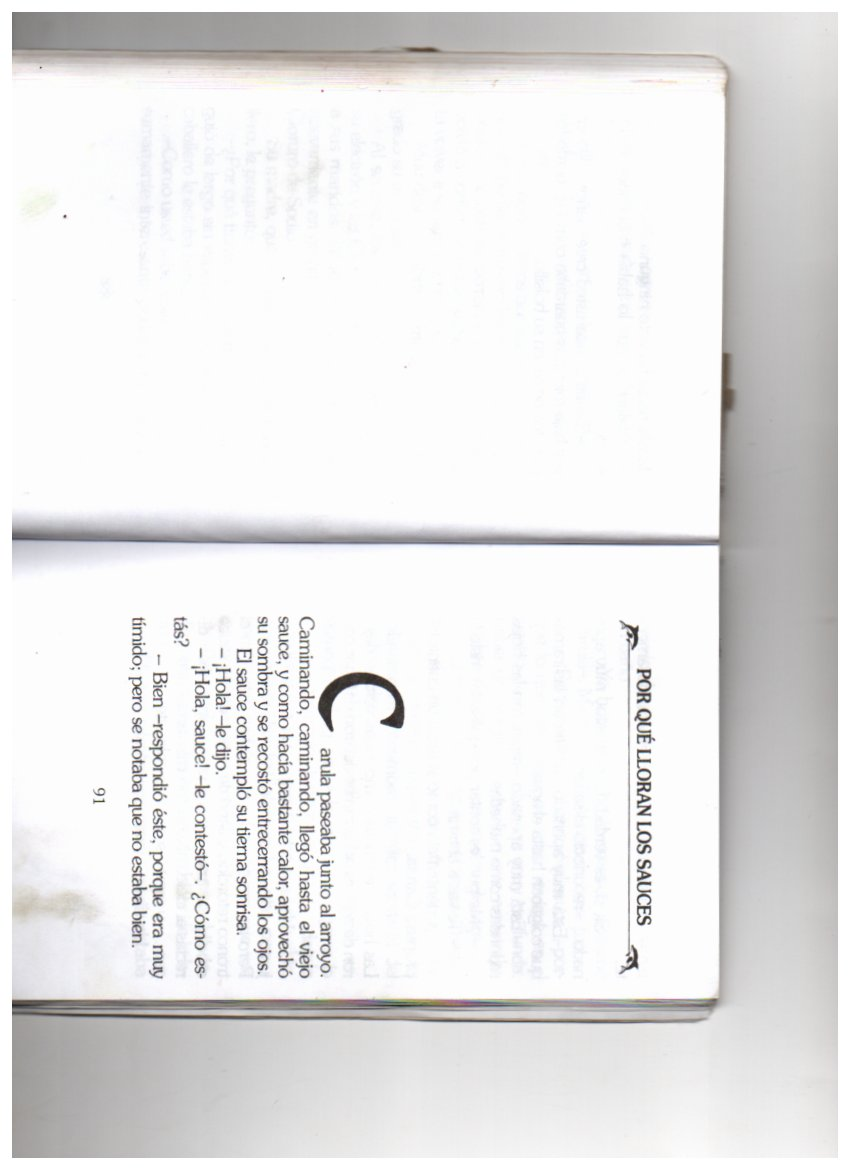 POR QUÉ LLORAN LOS SAUCES
Carula paseaba junto al arroyo.
Caminando, caminando, llegó hasta el viejo
sauce, y como hacía bastante calor, aprovechó
su sombra y se recostó entrecerrando los ojos.
El sauce contempló su tierna sonrisa.
– ¡Hola! –le dijo.
– ¡Hola, sauce! –le contestó–. ¿Cómo es-
tás?
– Bien –respondió éste, porque era muy
tímido; pero se notaba que no estaba bien.
91